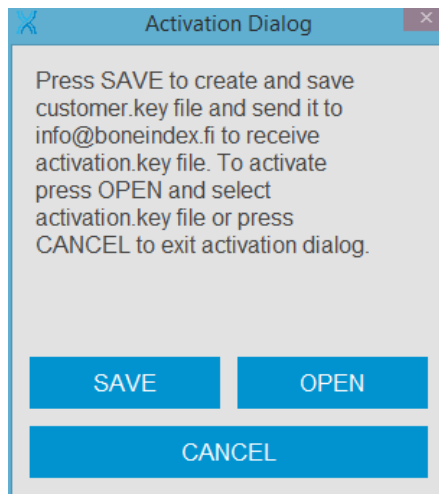 Activation Dialog
Press SAVE to create and save
customer.key file and send it to
info@boneindex.fi to receive
activation.key file. To activate
press OPEN and select
activation.key file or press
CANCEL to exit activation dialog.
SAVE
OPEN
CANCEL